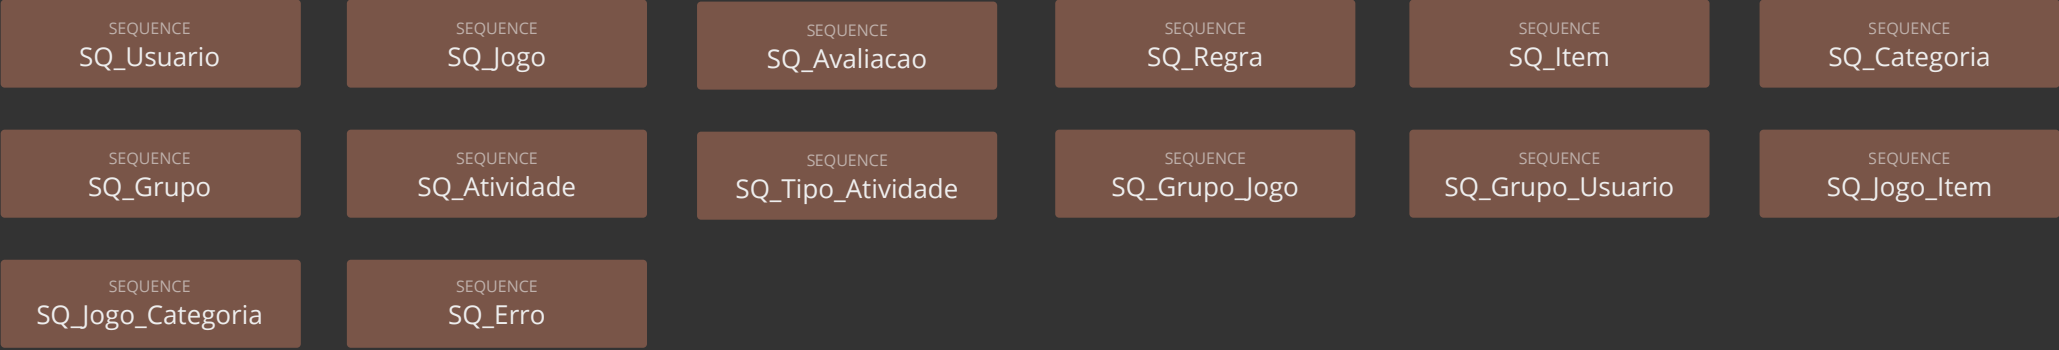 SEQUENCE
SQ_Usuario
SEQUENCE
SQ_Jogo
SEQUENCE
SQ_Avaliacao
SEQUENCE
SQ_Regra
SEQUENCE
SQ_Item
SEQUENCE
SQ_Categoria
SEQUENCE
SQ_Grupo
SEQUENCE
SQ_Atividade
SEQUENCE
SQ_Tipo_Atividade
SEQUENCE
SQ_Grupo_Jogo
SEQUENCE
SQ_Grupo_Usuario
SEQUENCE
SQ_Jogo_Item
SEQUENCE
SQ_Jogo_Categoria
SEQUENCE
SQ_Erro